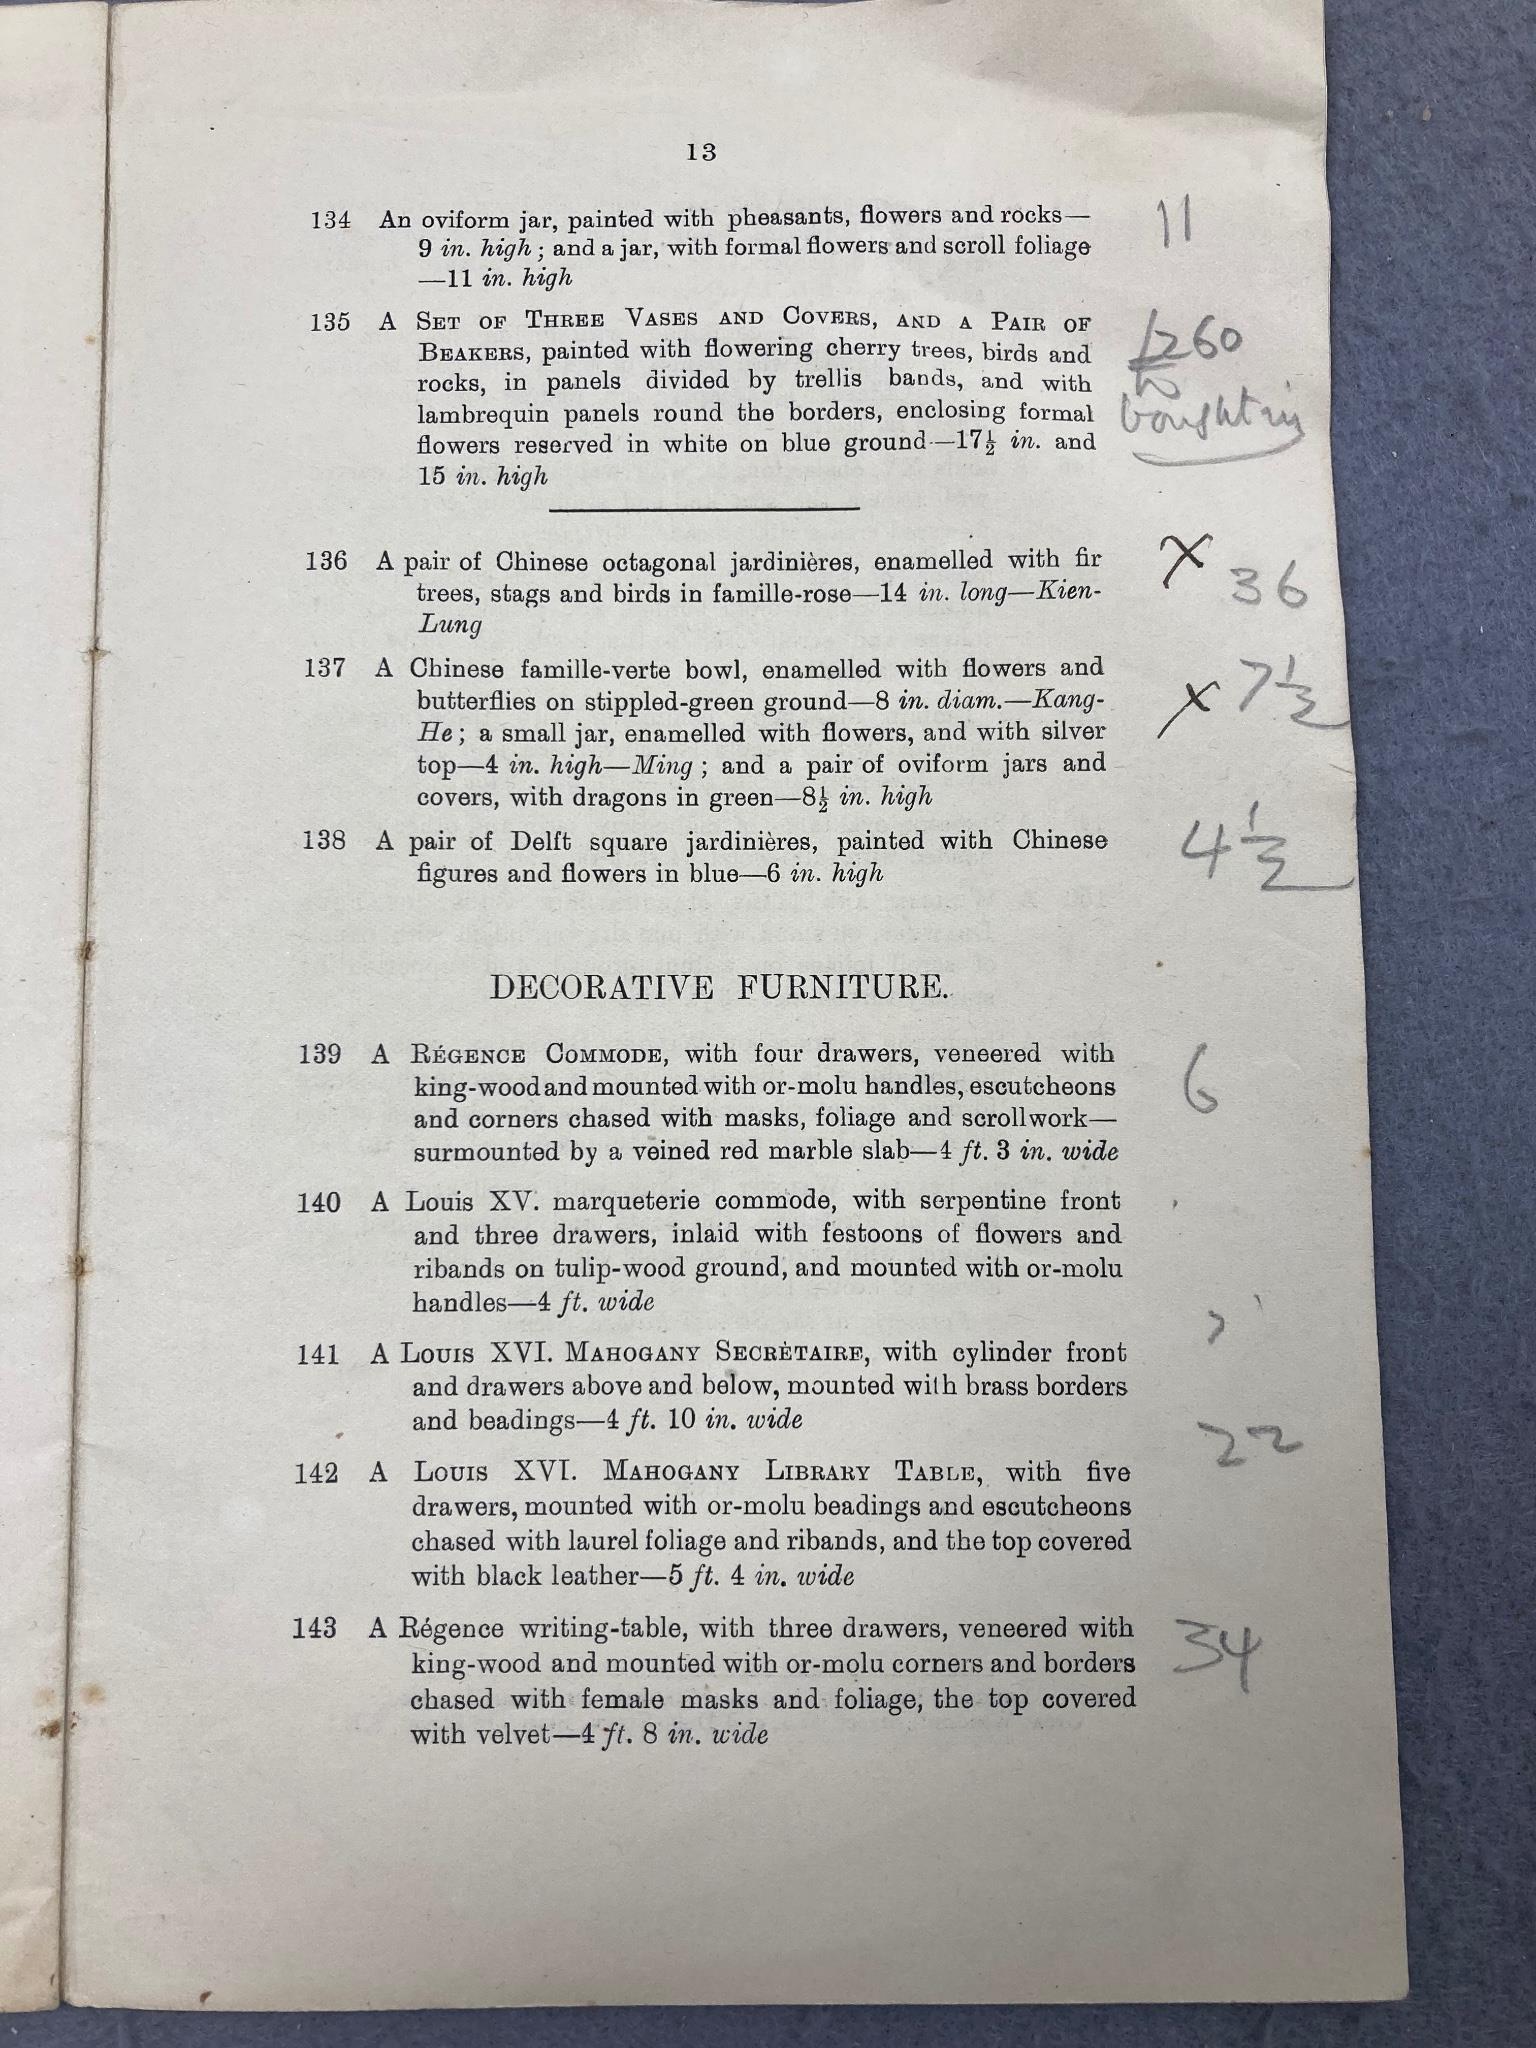 13
134 An oviform jar, painted with pheasants, flowers and rocks— 11
9 in. high; and a jar, with formal flowers and scroll foliage
—11 in. high
135 A SET OF THREE VASES AND COVERS, AND A PAIR OF
BEAKERS, painted with flowering cherry trees, birds and 1260
rocks, in panels divided by trellis bands, and with
lambrequin panels round the borders, enclosing formal bought in
flowers reserved in white on blue ground—17½ in. and
15 in. high
136 A pair of Chinese octagonal jardinières, enamelled with fir X
trees, stags and birds in famille-rose—14 in. long—Kien- 36
Lung
137 A Chinese famille-verte bowl, enamelled with flowers and
butterflies on stippled-green ground—8 in. diam.—Kang- X 7½
He; a small jar, enamelled with flowers, and with silver
top—4 in. high—Ming; and a pair of oviform jars and
covers, with dragons in green—8½ in. high
138 A pair of Delft square jardinières, painted with Chinese 4½
figures and flowers in blue—6 in. high
DECORATIVE FURNITURE.
139 A RÉGENCE COMMODE, with four drawers, veneered with 6
king-wood and mounted with or-molu handles, escutcheons
and corners chased with masks, foliage and scrollwork—
surmounted by a veined red marble slab—4 ft. 3 in. wide
140 A Louis XV. marqueterie commode, with serpentine front
and three drawers, inlaid with festoons of flowers and
ribands on tulip-wood ground, and mounted with or-molu
handles—4 ft. wide
141 A LOUIS XVI. MAHOGANY SECRÈTAIRE, with cylinder front
and drawers above and below, mounted with brass borders
and beadings—4 ft. 10 in. wide 22
142 A LOUIS XVI. MAHOGANY LIBRARY TABLE, with five
drawers, mounted with or-molu beadings and escutcheons
chased with laurel foliage and ribands, and the top covered
with black leather—5 ft. 4 in. wide
143 A Régence writing-table, with three drawers, veneered with 34
king-wood and mounted with or-molu corners and borders
chased with female masks and foliage, the top covered
with velvet—4 ft. 8 in. wide